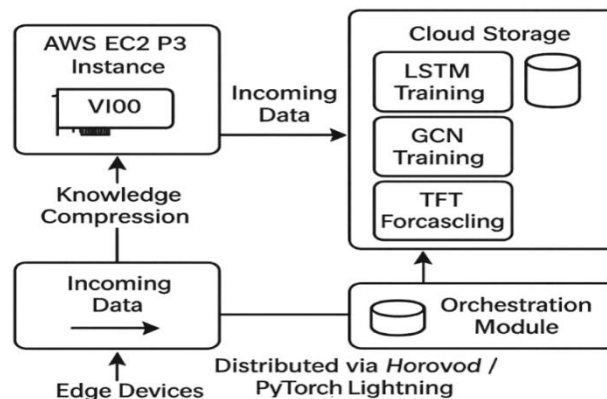 AWS EC2 P3
Instance
VI00
Incoming
Data
Cloud Storage
LSTM
Training
GCN
Training
TFT
Forcascling
Knowledge
Compression
Incoming
Data
Orchestration
Module
Distributed via Horovod /
PyTorch Lightning
Edge Devices